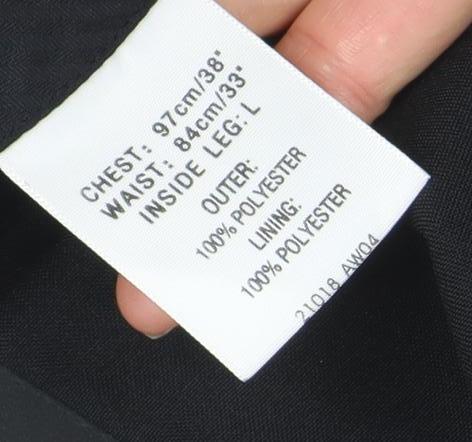 CHEST: 97cm/38"
WAIST: 84cm/33"
INSIDE LEG: L
OUTER:
100% POLYESTER
LINING:
100% POLYESTER
21018 AW04